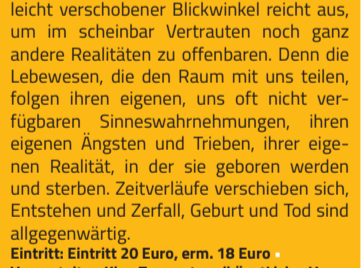 leicht verschobener Blickwinkel reicht aus,
um im scheinbar Vertrauten noch ganz
andere Realitäten zu offenbaren. Denn die
Lebewesen, die den Raum mit uns teilen,
folgen ihren eigenen, uns oft nicht ver-
fügbaren Sinneswahrnehmungen, ihren
eigenen Ängsten und Trieben, ihrer eige-
nen Realität, in der sie geboren werden
und sterben. Zeitverläufe verschieben sich,
Entstehen und Zerfall, Geburt und Tod sind
allgegenwärtig.
Eintritt: Eintritt 20 Euro, erm. 18 Euro •